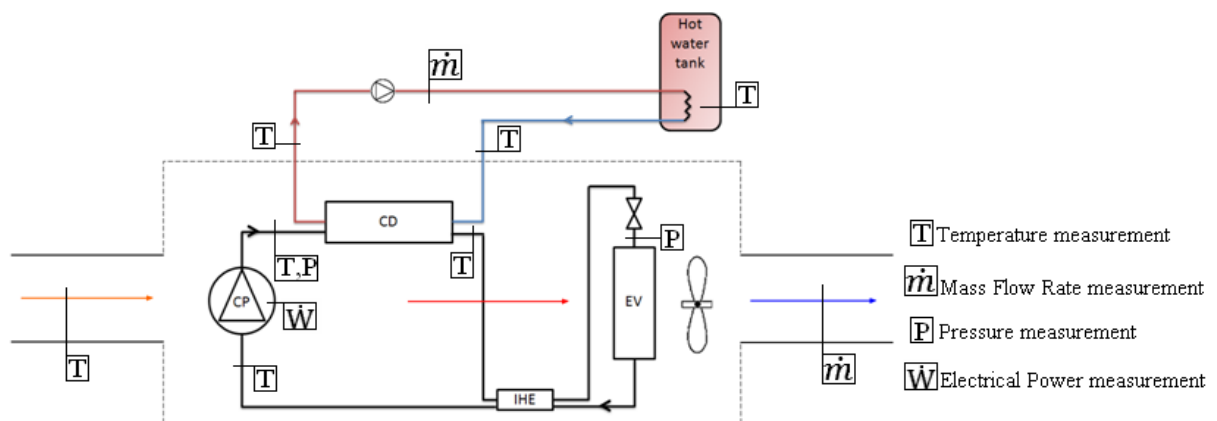 Hot
water
tank
ṁ
T
T
T
CD
T,P
T
P
CP
Ẇ
EV
T
T
IHE
ṁ
T Temperature measurement
ṁ Mass Flow Rate measurement
P Pressure measurement
Ẇ Electrical Power measurement